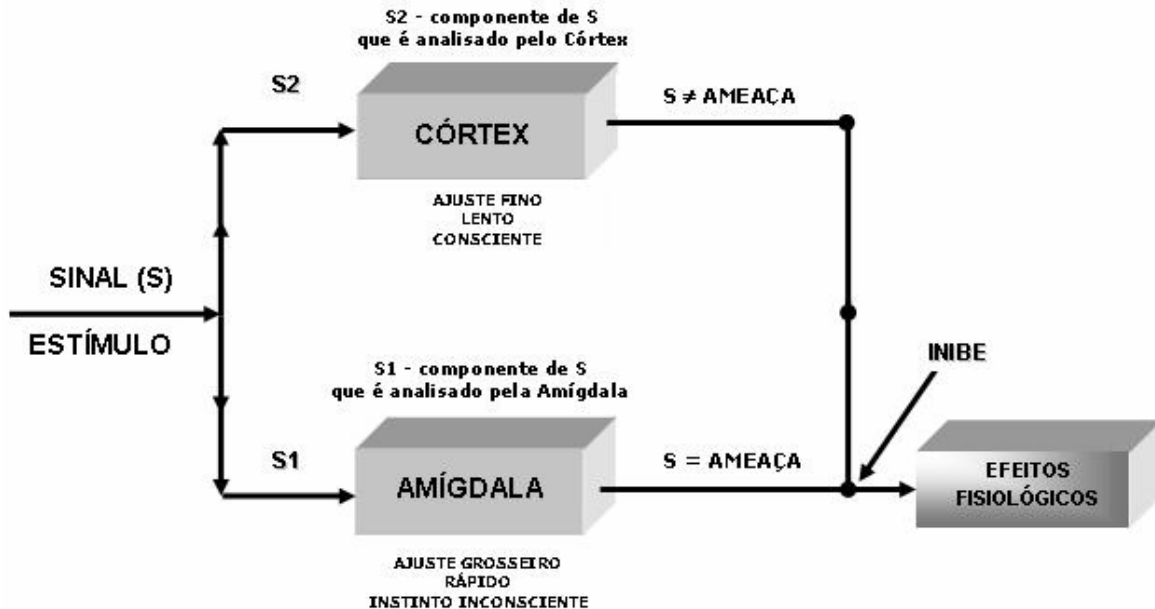 S2 - componente de S
que é analisado pelo Córtex
S2
CÓRTEX
S ≠ AMEAÇA
AJUSTE FINO
LENTO
CONSCIENTE
SINAL (S)
ESTÍMULO
S1 - componente de S
que é analisado pela Amígdala
INIBE
S1
AMÍGDALA
S = AMEAÇA
EFEITOS
FISIOLÓGICOS
AJUSTE GROSSEIRO
RÁPIDO
INSTINTO INCONSCIENTE